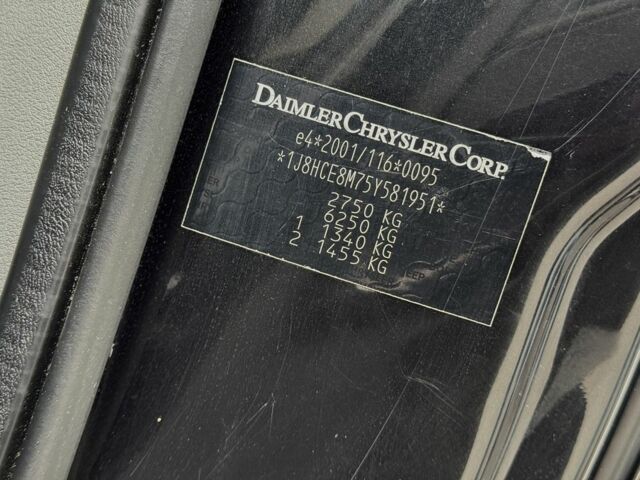 DAIMLERCHRYSLER CORP.
e4*2001/116*0095
*1J8HCE8M75Y581951*
2750 KG
6250 KG
1 1340 KG
2 1455 KG